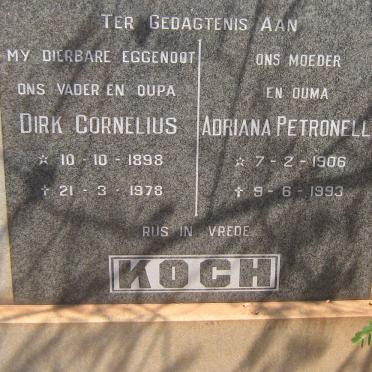 TER GEDAGTENIS AAN
MY DIERBARE EGGENOOT
ONS VADER EN OUPA
DIRK CORNELIUS
☆ 10-10-1898
✝ 21-3-1978
ONS MOEDER
EN OUMA
ADRIANA PETRONELL
☆ 7-2-1906
✝ 9-6-1993
RUS IN VREDE
KOCH